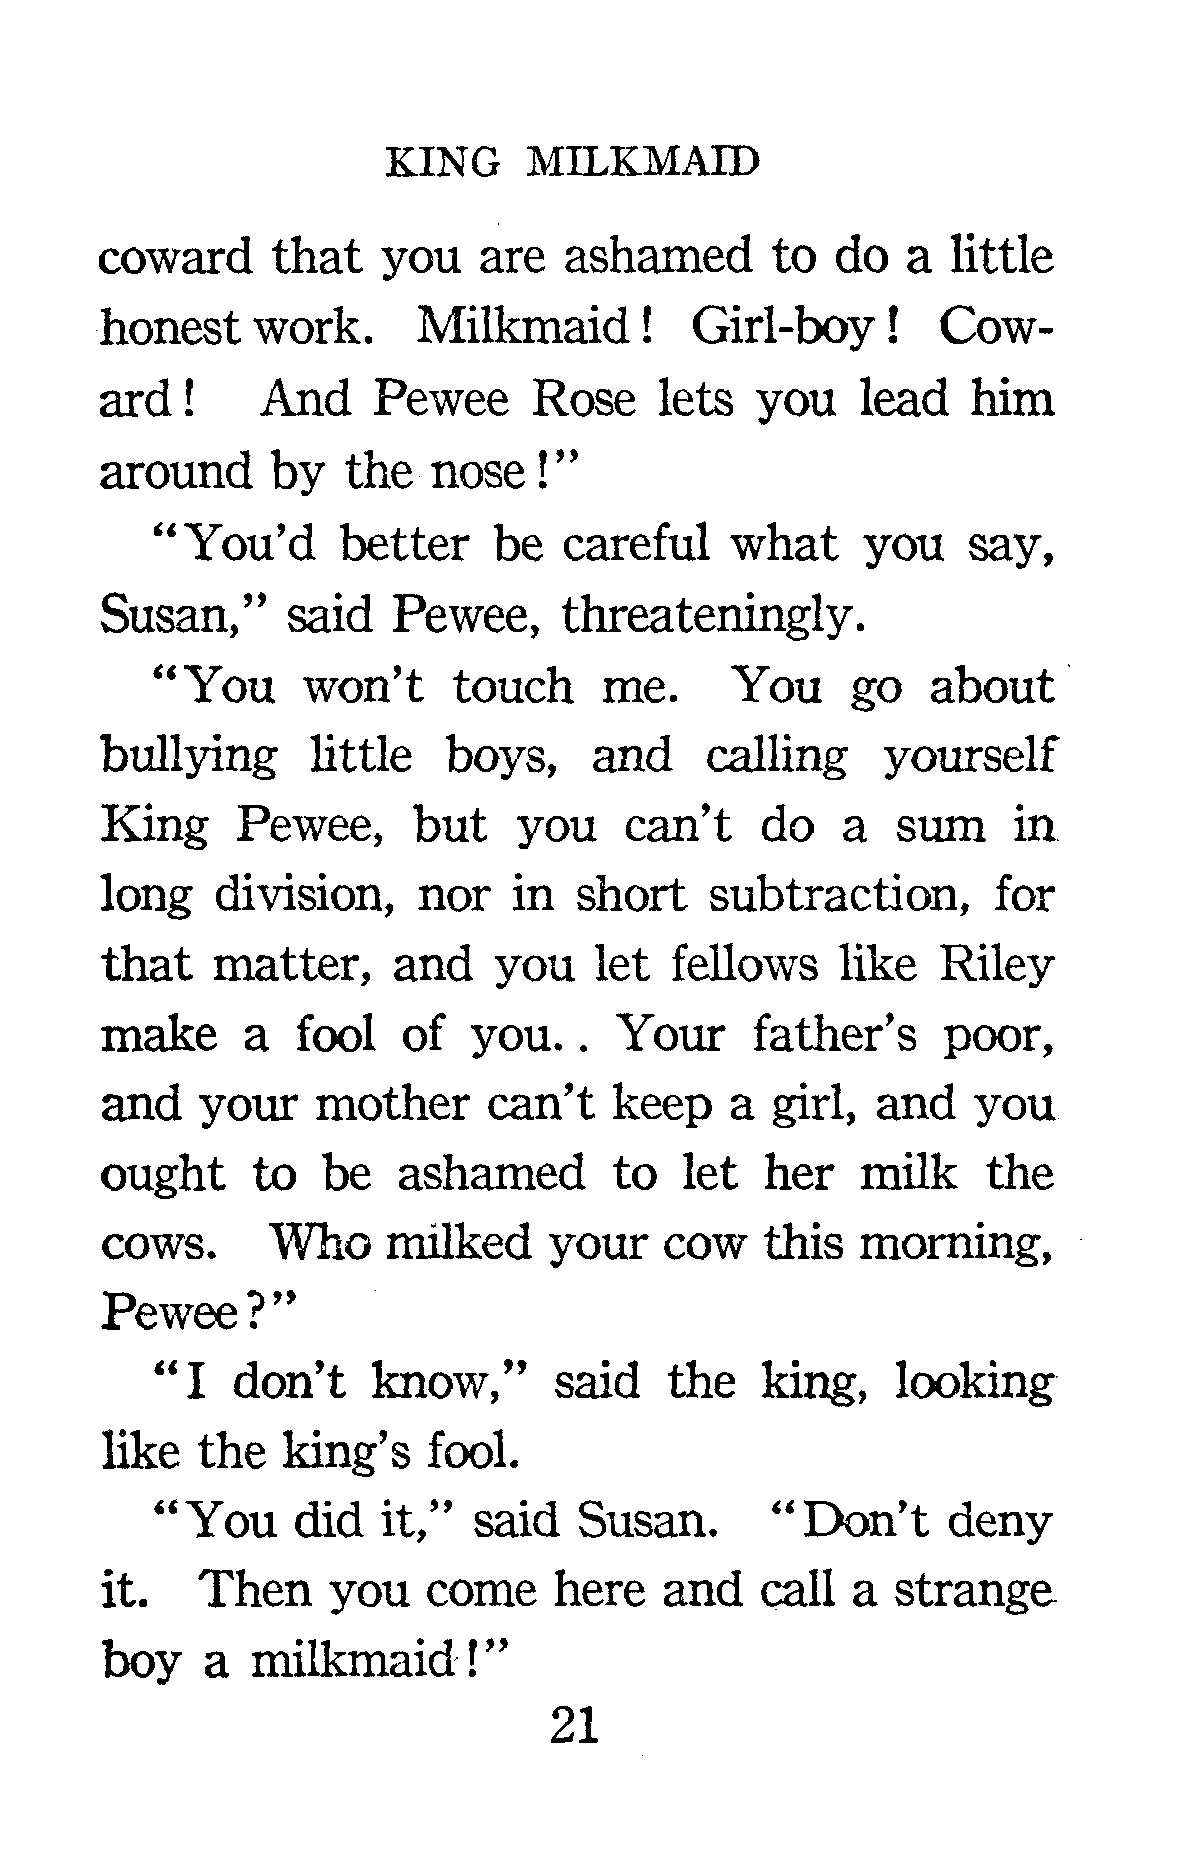 KING MILKMAID
coward that you are ashamed to do a little
honest work. Milkmaid! Girl-boy! Cow-
ard! And Pewee Rose lets you lead him
around by the nose!"
"You'd better be careful what you say,
Susan," said Pewee, threateningly.
"You won't touch me. You go about
bullying little boys, and calling yourself
King Pewee, but you can't do a sum in
long division, nor in short subtraction, for
that matter, and you let fellows like Riley
make a fool of you. . Your father's poor,
and your mother can't keep a girl, and you
ought to be ashamed to let her milk the
cows. Who milked your cow this morning,
Pewee?"
"I don't know," said the king, looking
like the king's fool.
"You did it," said Susan. "Don't deny
it. Then you come here and call a strange
boy a milkmaid!"
21